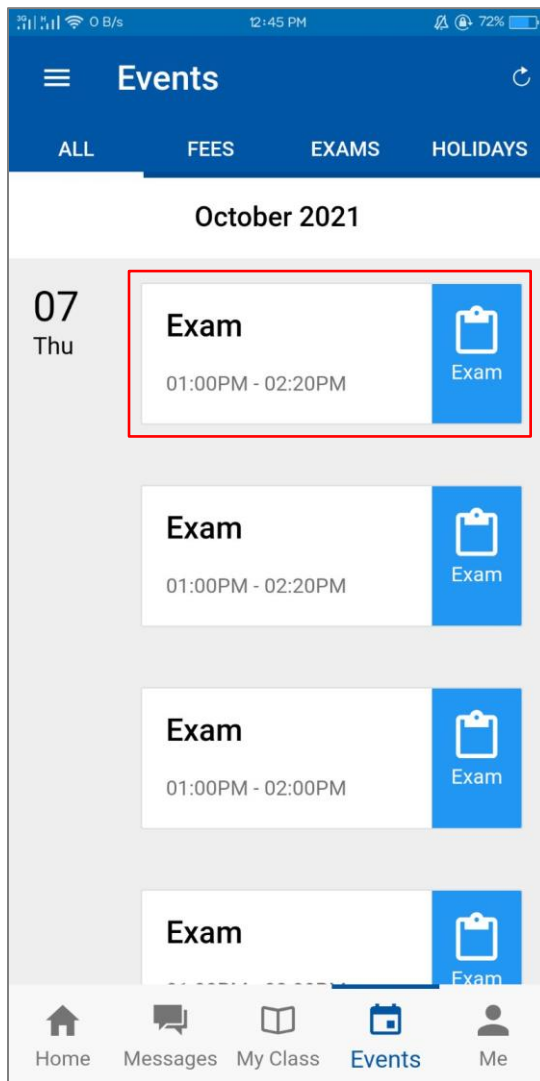 3G 0 B/s 12:45 PM 72%
Events
ALL FEES EXAMS HOLIDAYS
October 2021
07
Thu
Exam
01:00PM - 02:20PM
Exam
Exam
01:00PM - 02:20PM
Exam
Exam
01:00PM - 02:00PM
Exam
Exam
Exam
Home Messages My Class Events Me